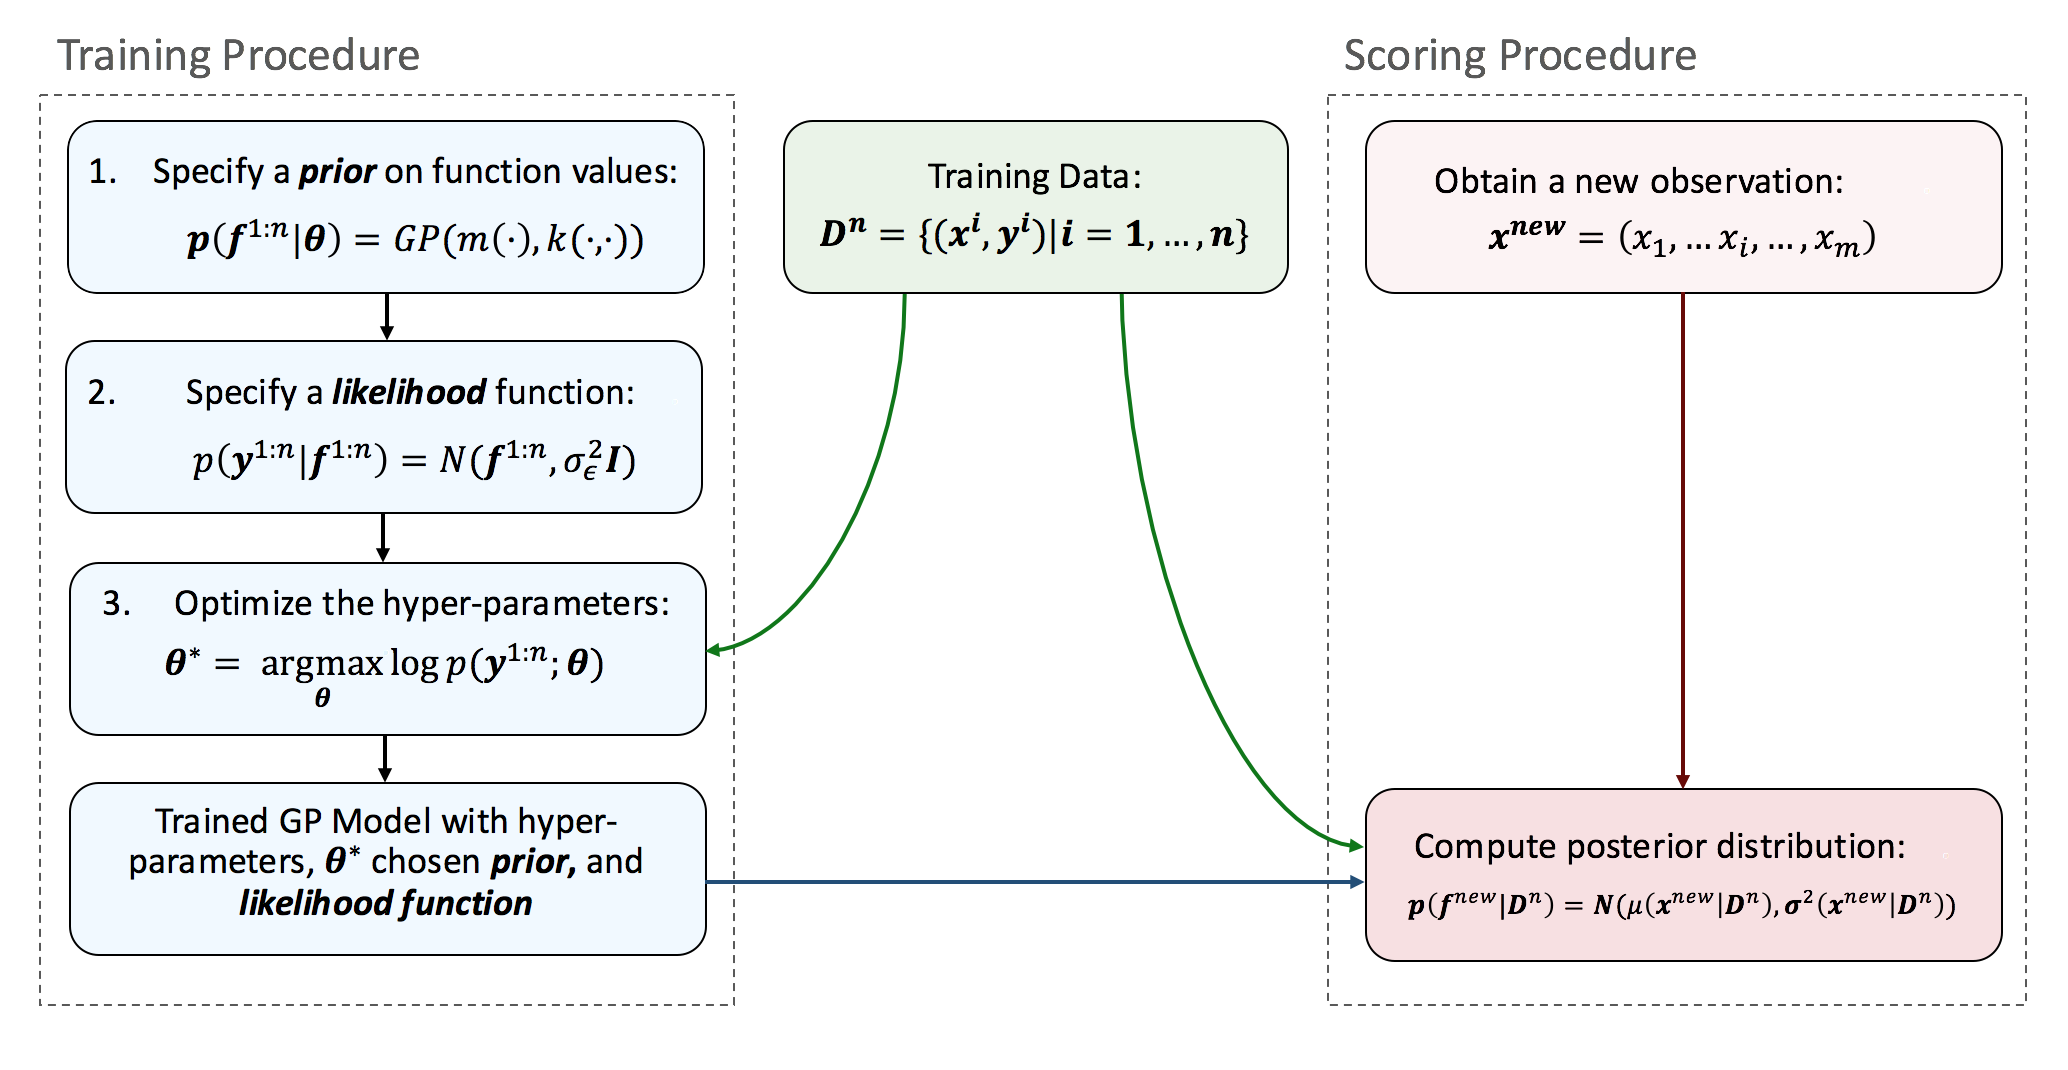 Training Procedure
1. Specify a prior on function values:
p(f^{1:n}|θ) = GP(m(·), k(·,·))
2. Specify a likelihood function:
p(y^{1:n}|f^{1:n}) = N(f^{1:n}, σ_ϵ^2 I)
3. Optimize the hyper-parameters:
θ* = argmax log p(y^{1:n}; θ)
θ
Trained GP Model with hyper-
parameters, θ* chosen prior, and
likelihood function
Training Data:
D^n = {(x^i, y^i)|i = 1, …, n}
Scoring Procedure
Obtain a new observation:
x^{new} = (x_1, … x_i, …, x_m)
Compute posterior distribution:
p(f^{new}|D^n) = N(μ(x^{new}|D^n), σ^2(x^{new}|D^n))